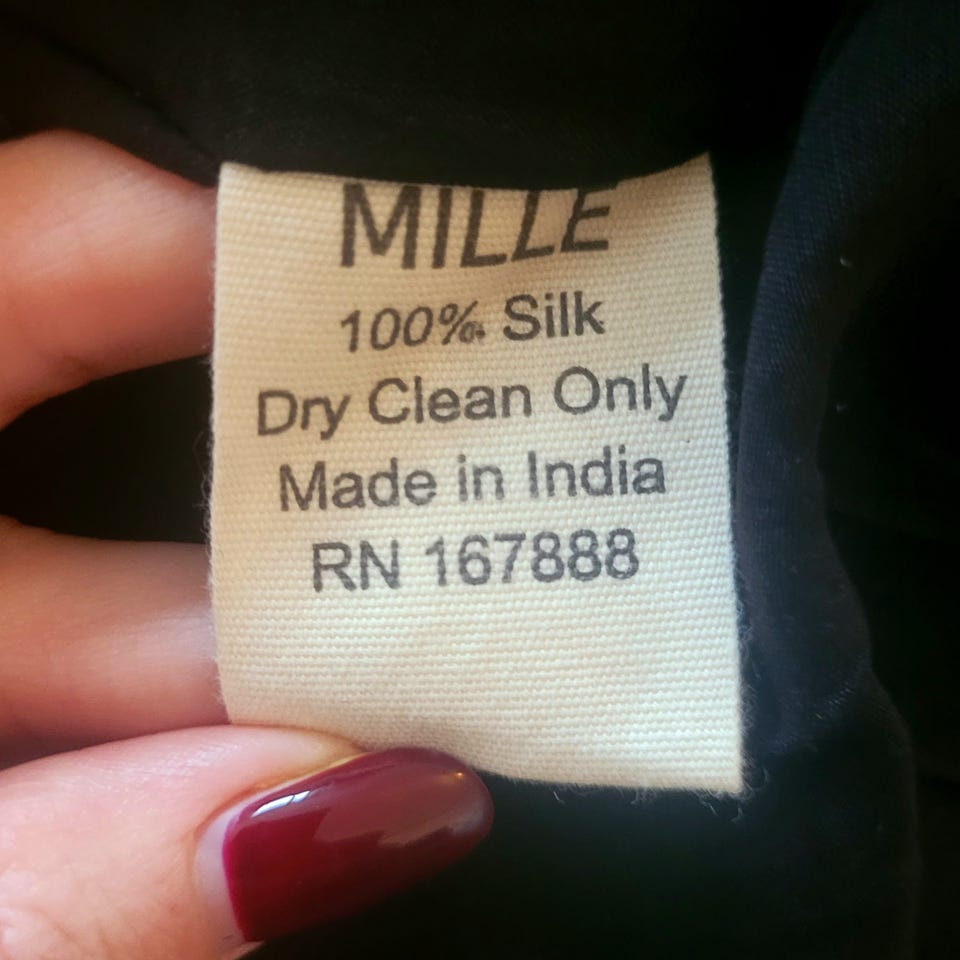 MILLE
100% Silk
Dry Clean Only
Made in India
RN 167888